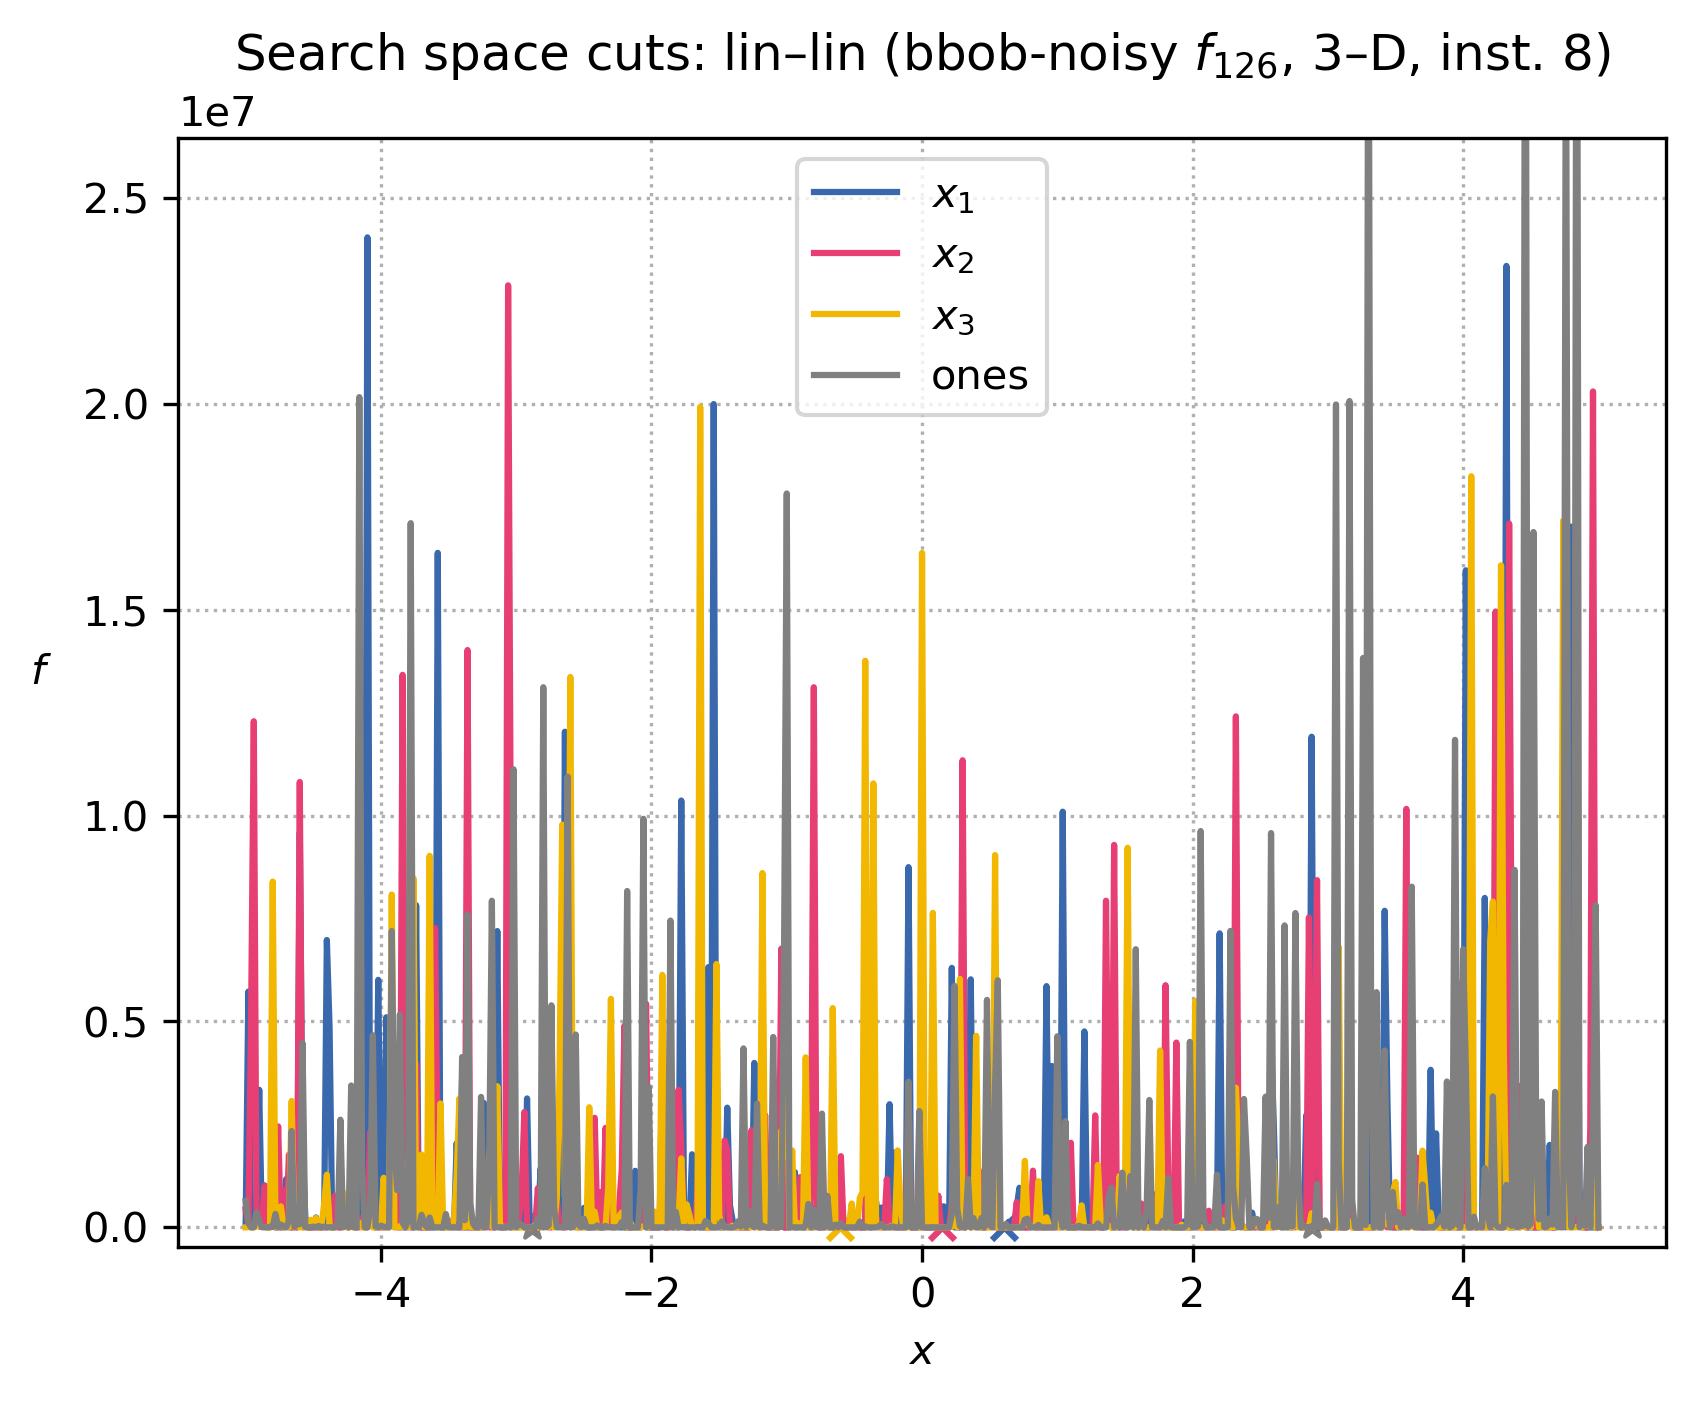 Search space cuts: lin–lin (bbob-noisy f₁₂₆, 3–D, inst. 8)
1e7
2.5
2.0
1.5
1.0
0.5
0.0
f
x₁
x₂
x₃
ones
−4 −2 0 2 4
x